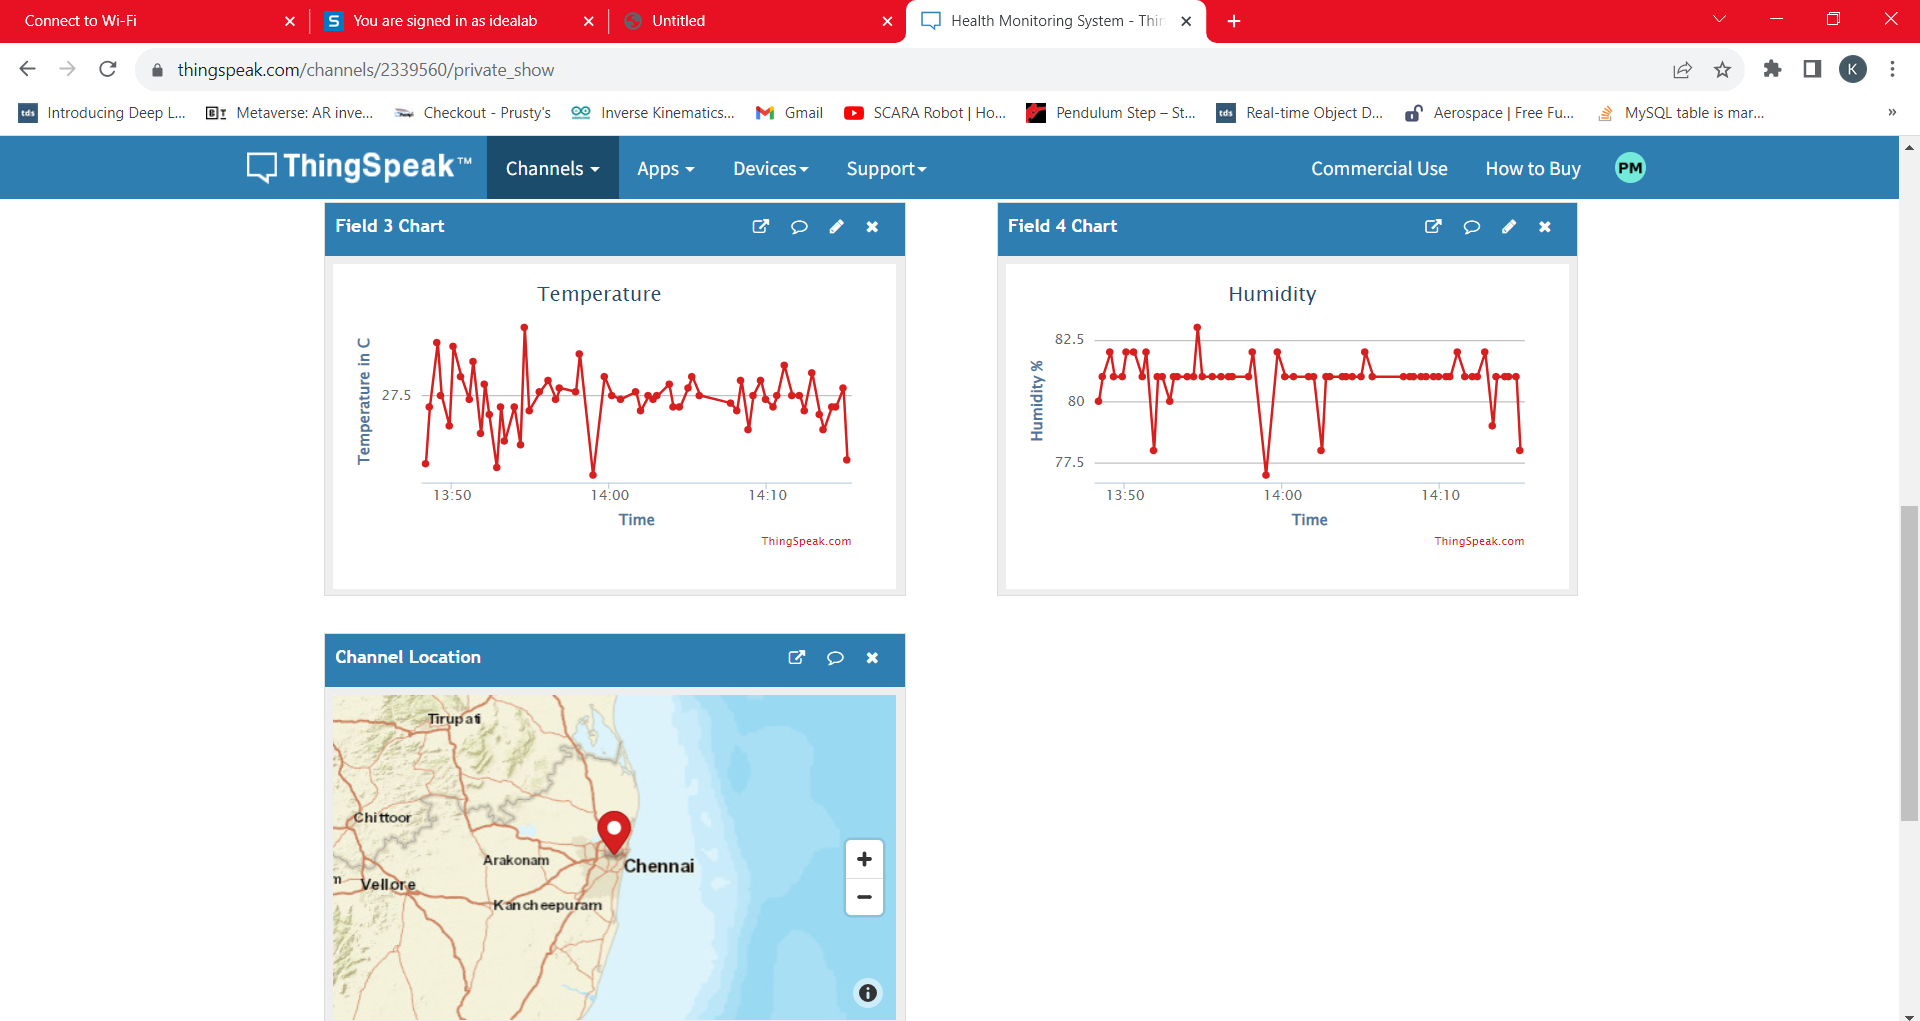 Connect to Wi-Fi
You are signed in as idealab
Untitled
Health Monitoring System - Thin
thingspeak.com/channels/2339560/private_show
K
tds Introducing Deep L...
BT Metaverse: AR inve...
Checkout - Prusty's
Inverse Kinematics...
Gmail
SCARA Robot | Ho...
Pendulum Step – St...
tds Real-time Object D...
Aerospace | Free Fu...
MySQL table is mar...
»
ThingSpeak™
Channels
Apps
Devices
Support
Commercial Use
How to Buy
PM
Field 3 Chart
Temperature
Temperature in C
27.5
13:50 14:00 14:10
Time
ThingSpeak.com
Field 4 Chart
Humidity
Humidity %
82.5
80
77.5
13:50 14:00 14:10
Time
ThingSpeak.com
Channel Location
Tirupati
Chittoor
Arakonam
Chennai
m
Vellore
Kancheepuram
+
−